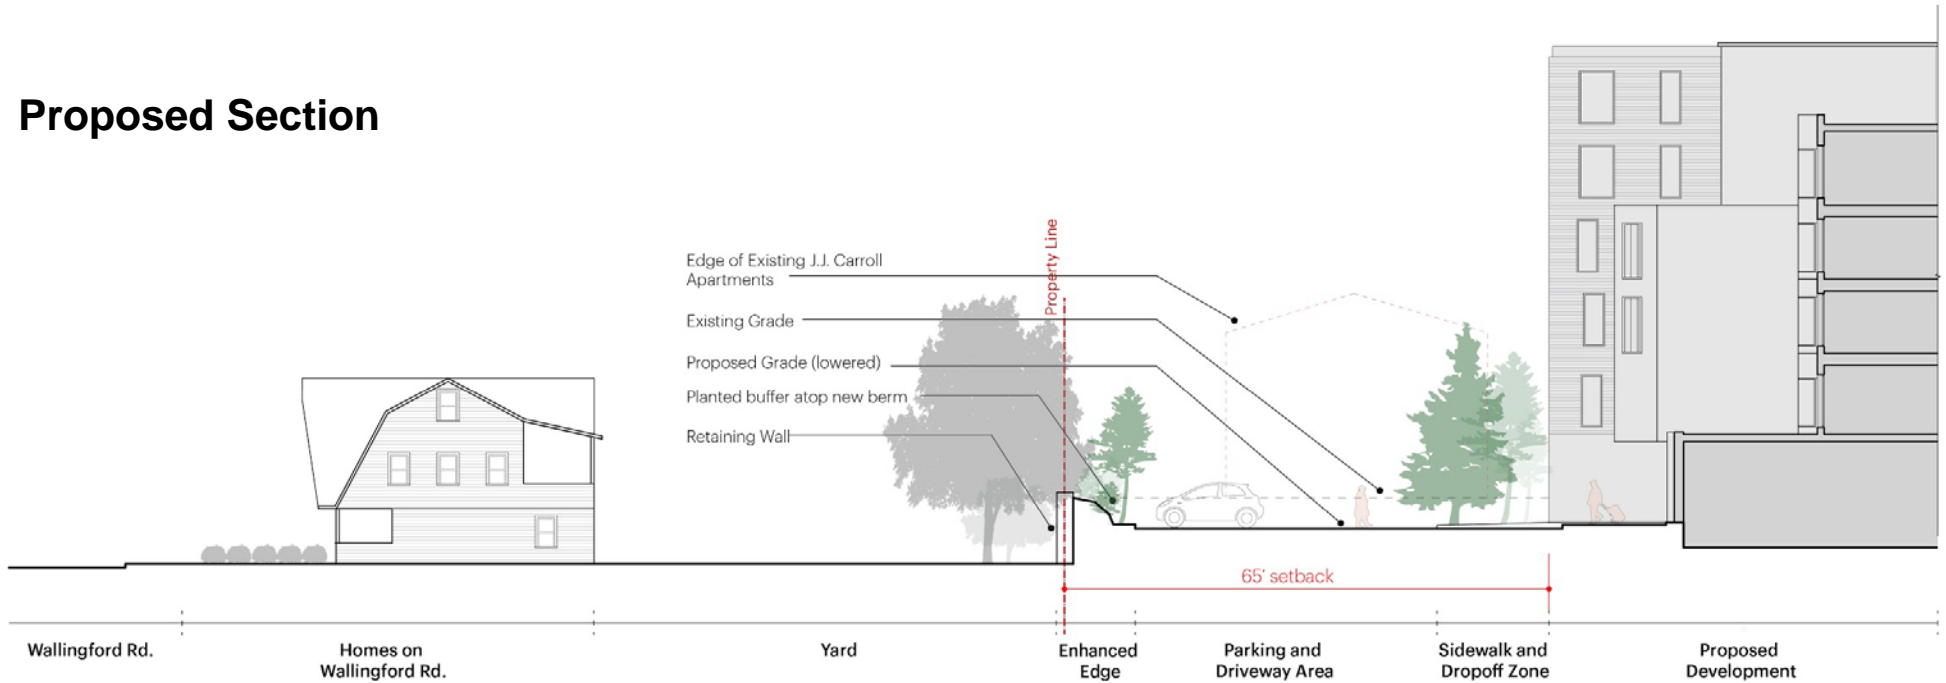 Proposed Section
Edge of Existing J.J. Carroll
Apartments
Existing Grade
Proposed Grade (lowered)
Planted buffer atop new berm
Retaining Wall
Property Line
65' setback
Wallingford Rd.
Homes on
Wallingford Rd.
Yard
Enhanced
Edge
Parking and
Driveway Area
Sidewalk and
Dropoff Zone
Proposed
Development